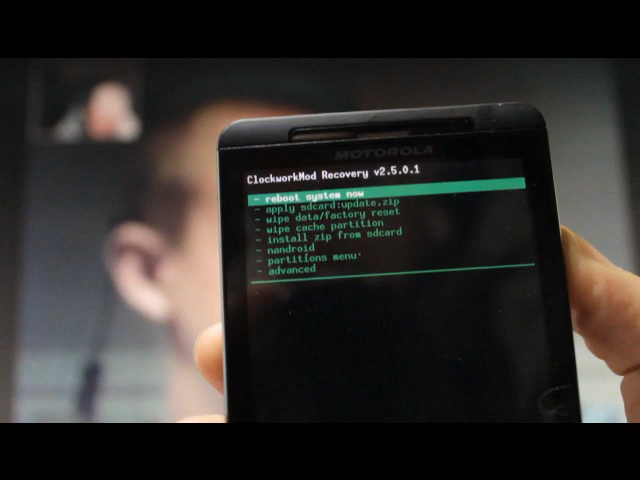 MOTOROLA
ClockworkMod Recovery v2.5.0.1
- reboot system now
- apply sdcard:update.zip
- wipe data/factory reset
- wipe cache partition
- install zip from sdcard
- nandroid
- partitions menu
- advanced